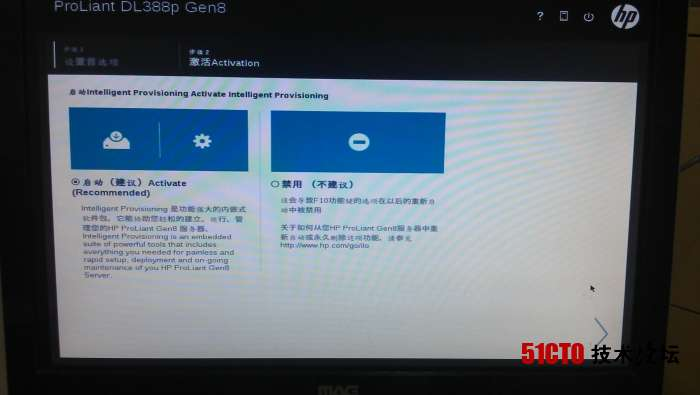 ProLiant DL388p Gen8
?
hp
步骤 1
步骤 2
设置首选项
激活Activation
启动Intelligent Provisioning Activate Intelligent Provisioning
启动（建议）Activate
(Recommended)
禁用 （不建议）
Intelligent Provisioning 是功能强大的内嵌式
软件包。它能协助您轻松的建立、运行、管
理您的HP ProLiant Gen8 服务器。
Intelligent Provisioning is an embedded
suite of powerful tools that includes
everything you needed for painless and
rapid setup, deployment and on-going
maintenance of you HP ProLiant Gen8
Server.
这会导致F10功能键的选项在以后的重新启
动中被禁用
关于如何从您HP ProLiant Gen8服务器中重
新启动或永久删除这项功能，请参见
http://www.hp.com/go/ilo.
51CTO 技术论坛
MAG